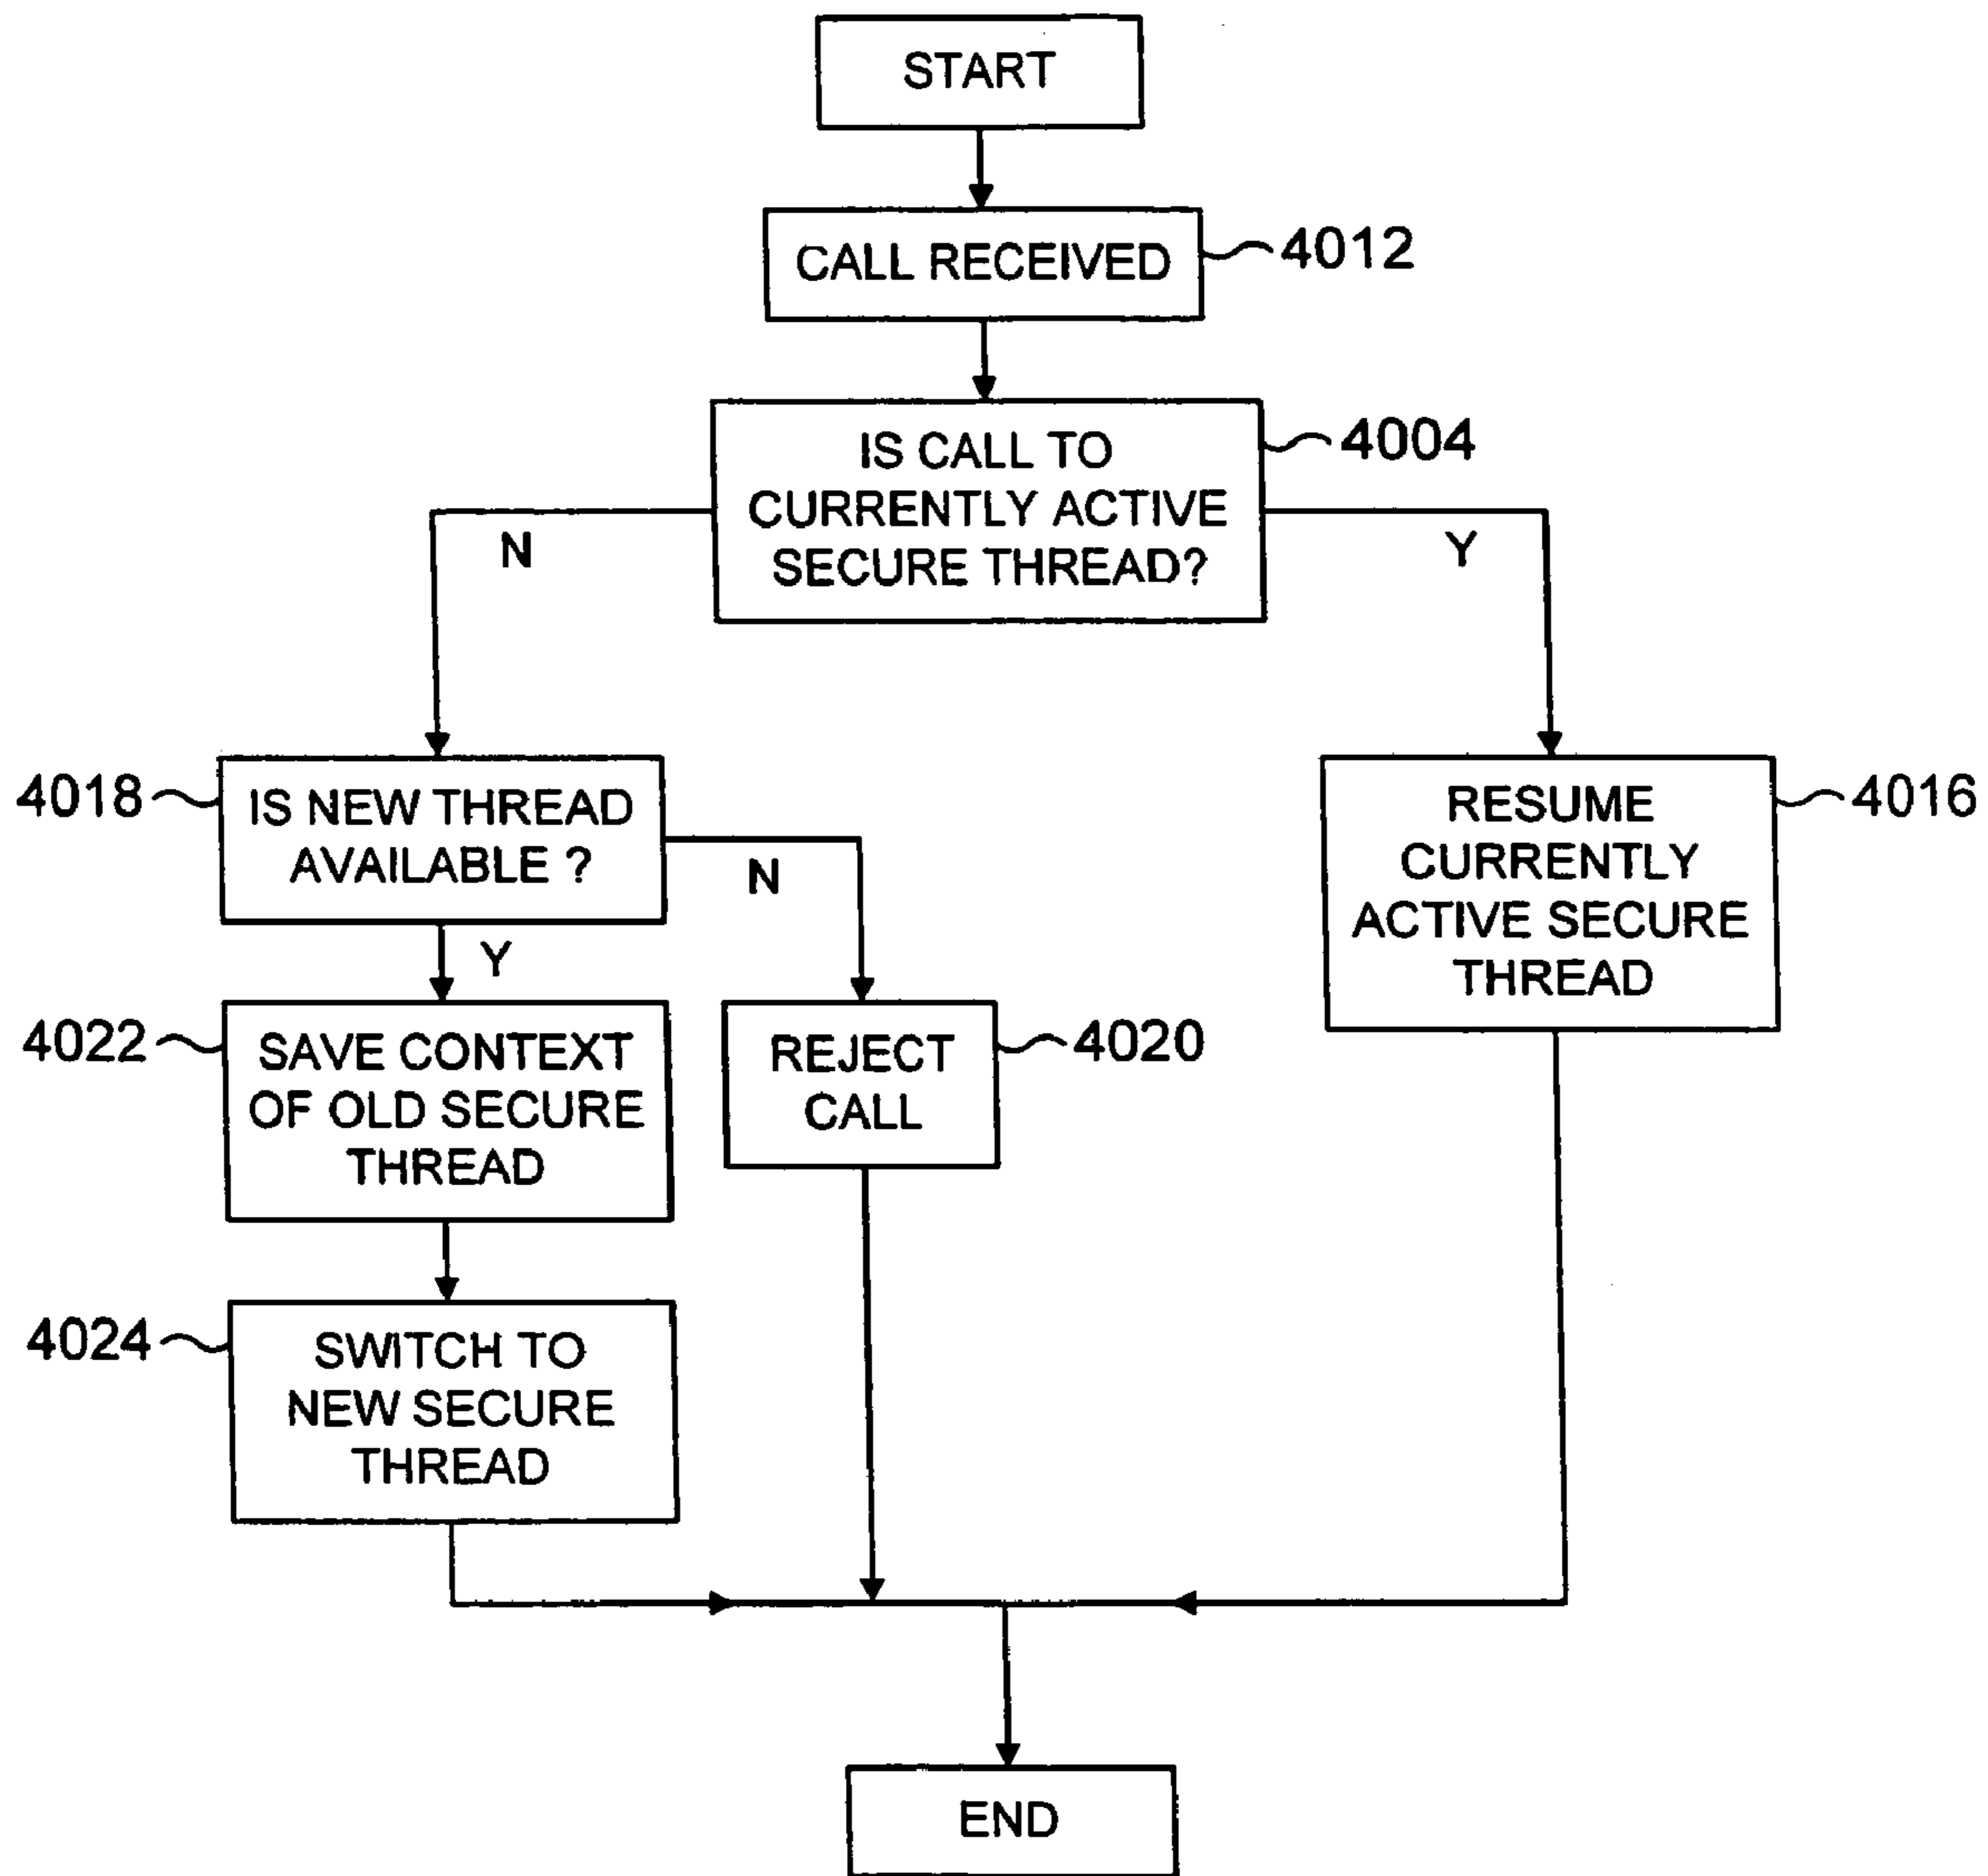 START
CALL RECEIVED
4012
IS CALL TO
CURRENTLY ACTIVE
SECURE THREAD?
4004
N
Y
4018
IS NEW THREAD
AVAILABLE ?
N
Y
RESUME
CURRENTLY
ACTIVE SECURE
THREAD
4016
4022
SAVE CONTEXT
OF OLD SECURE
THREAD
REJECT
CALL
4020
4024
SWITCH TO
NEW SECURE
THREAD
END